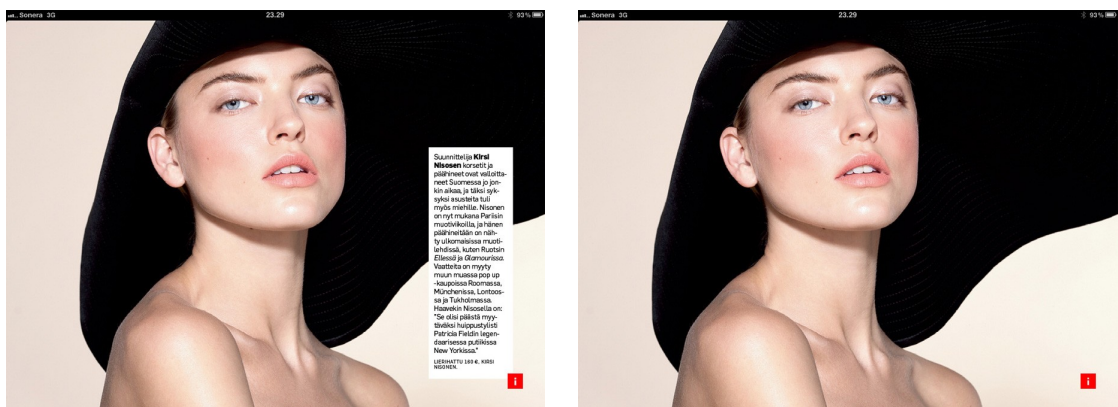 Sonera 3G
23.29
93%
Suunnittelija Kirsi
Nisosen korsetit ja
päähineet ovat valloitta-
neet Suomessa jo jon-
kin aikaa, ja täksi syk-
syksi asusteita tuli
myös miehille. Nisonen
on nyt mukana Pariisin
muotiviikoilla, ja hänen
päähineitään on näh-
ty ulkomaisissa muoti-
lehdissä, kuten Ruotsin
Ellessä ja Glamourissa.
Vaatteita on myyty
muun muassa pop up
-kaupoissa Roomassa,
Münchenissa, Lontoos-
sa ja Tukholmassa.
Haavekin Nisosella on:
"Se olisi päästä myy-
täväksi huippustylisti
Patricia Fieldin legen-
daarisessa putiikissa
New Yorkissa."
LIERIHATTU 180 €, KIRSI
NISONEN.
i
Sonera 3G
23.29
93%
i